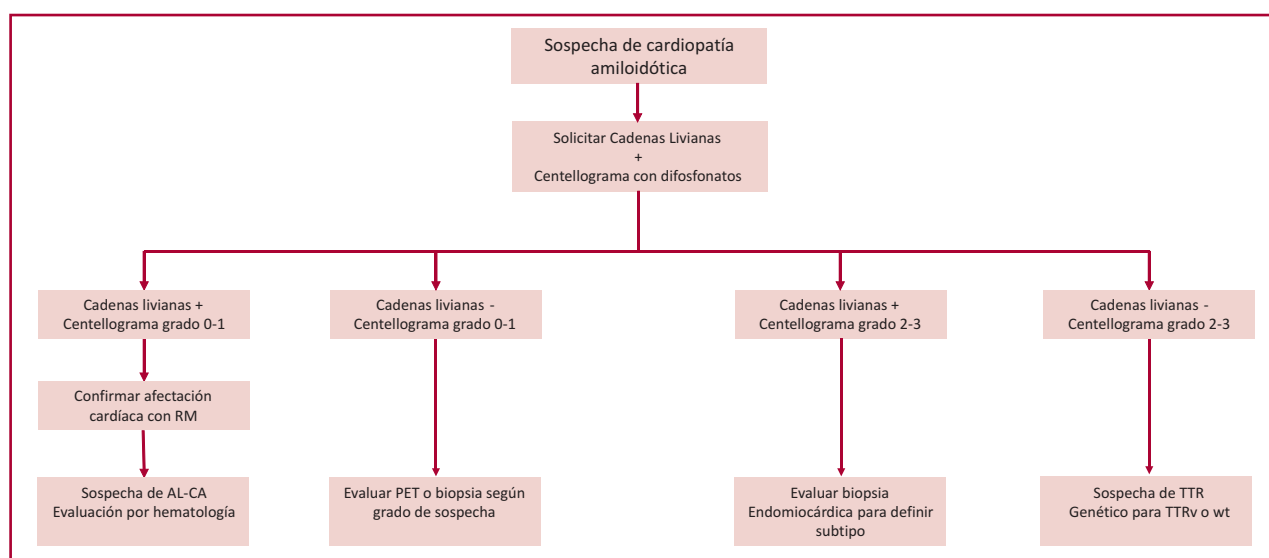 Sospecha de cardiopatía
amiloidótica
Solicitar Cadenas Livianas
+
Centellograma con difosfonatos
Cadenas livianas +
Centellograma grado 0-1
Cadenas livianas -
Centellograma grado 0-1
Cadenas livianas +
Centellograma grado 2-3
Cadenas livianas -
Centellograma grado 2-3
Confirmar afectación
cardíaca con RM
Sospecha de AL-CA
Evaluación por hematología
Evaluar PET o biopsia según
grado de sospecha
Evaluar biopsia
Endomiocárdica para definir
subtipo
Sospecha de TTR
Genético para TTRv o wt